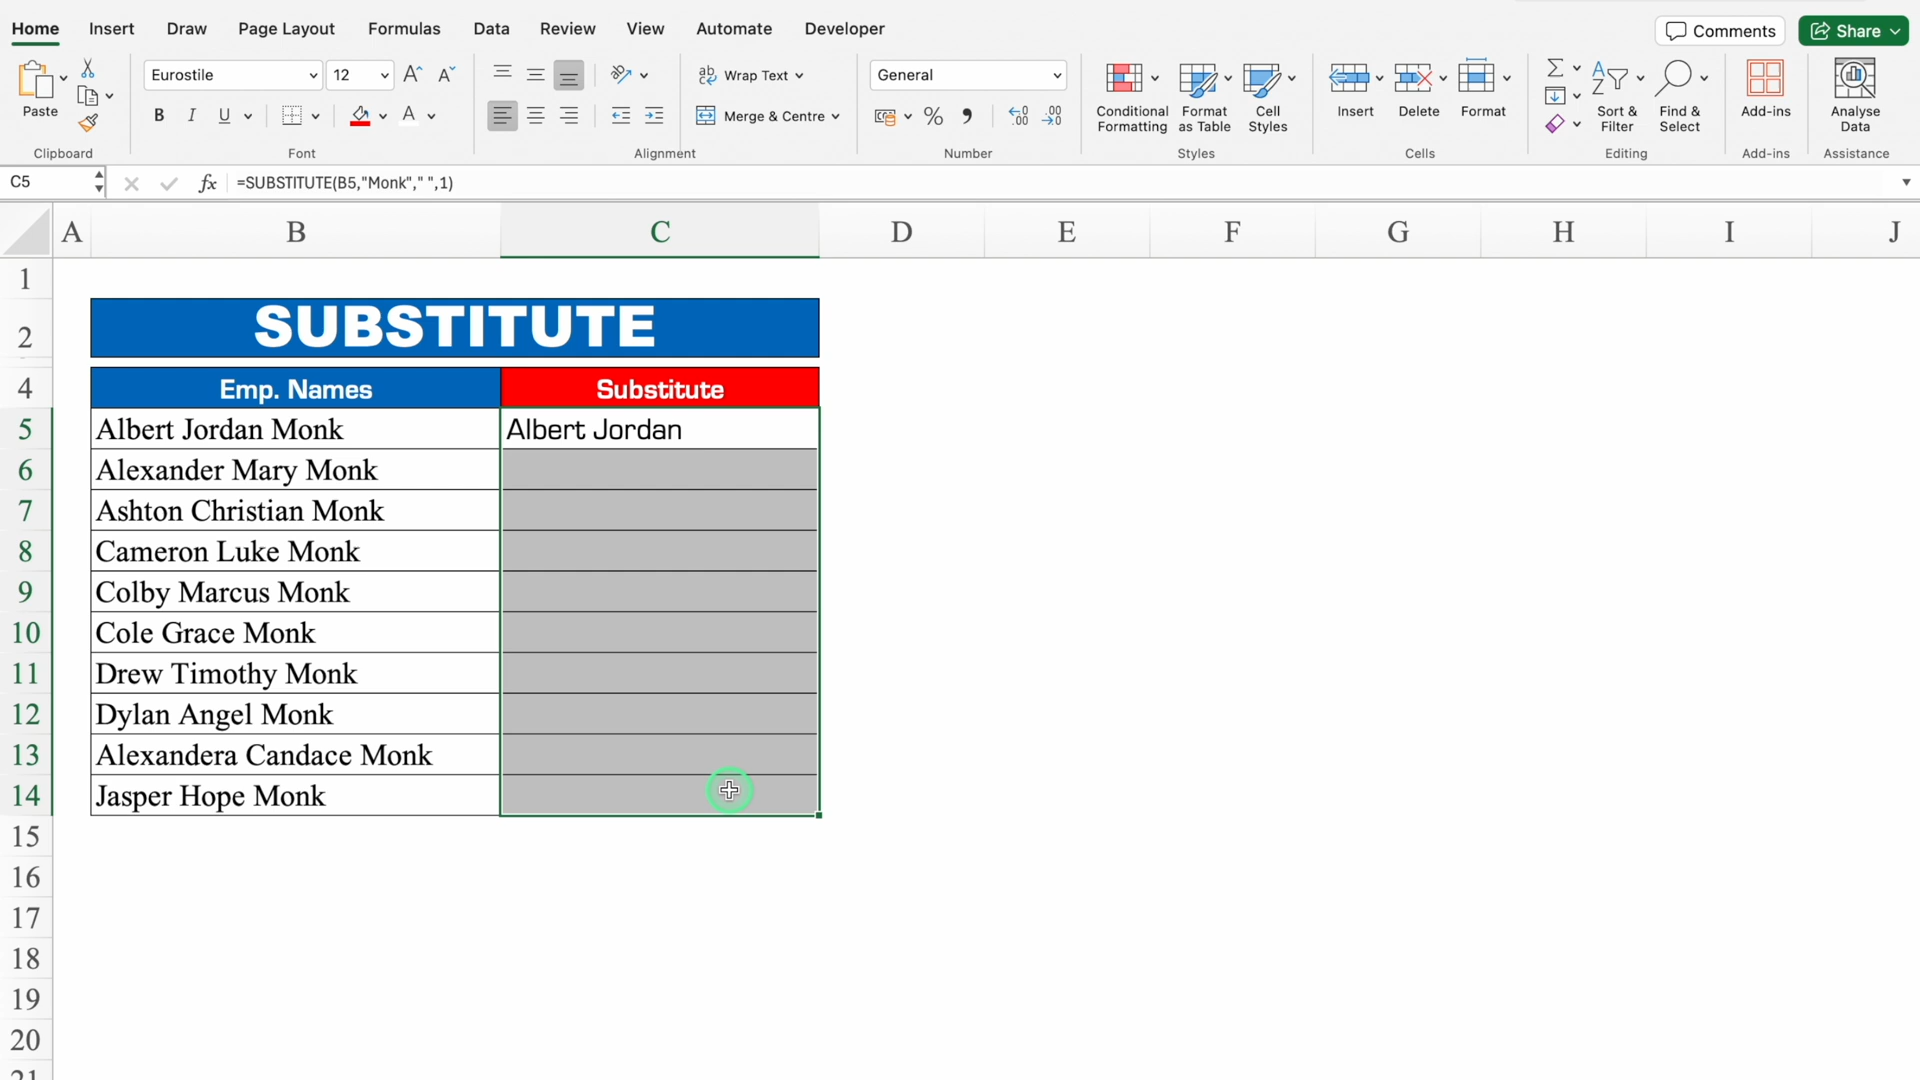 Home Insert Draw Page Layout Formulas Data Review View Automate Developer Comments Share
Eurostile 12 Wrap Text General
Paste B I U Merge & Centre Conditional Formatting Format as Table Cell Styles Insert Delete Format Sort & Filter Find & Select Add-ins Analyse Data
Clipboard Font Alignment Number Styles Cells Editing Add-ins Assistance
C5 fx =SUBSTITUTE(B5,"Monk"," ",1)
A B C D E F G H I J
1
2 SUBSTITUTE
4 Emp. Names Substitute
5 Albert Jordan Monk Albert Jordan
6 Alexander Mary Monk
7 Ashton Christian Monk
8 Cameron Luke Monk
9 Colby Marcus Monk
10 Cole Grace Monk
11 Drew Timothy Monk
12 Dylan Angel Monk
13 Alexandera Candace Monk
14 Jasper Hope Monk
15
16
17
18
19
20
21